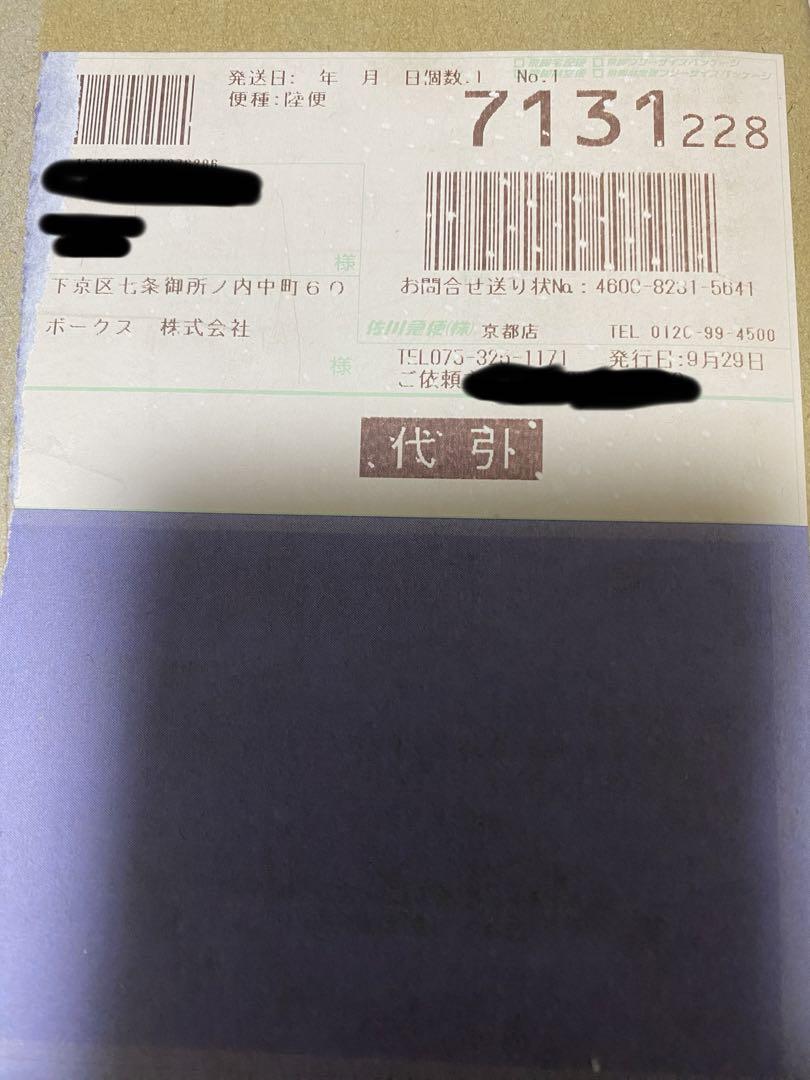 発送日: 年 月 日個数.1 No.1
便種:陸便
7131228
様
下京区七条御所ノ内中町60
ボークス 株式会社
様
お問合せ送り状No.: 4600-8231-5641
佐川急便(株) 京都店 TEL 0120-99-4500
TEL075-325-1171 発行日:9月29日
ご依頼
代引